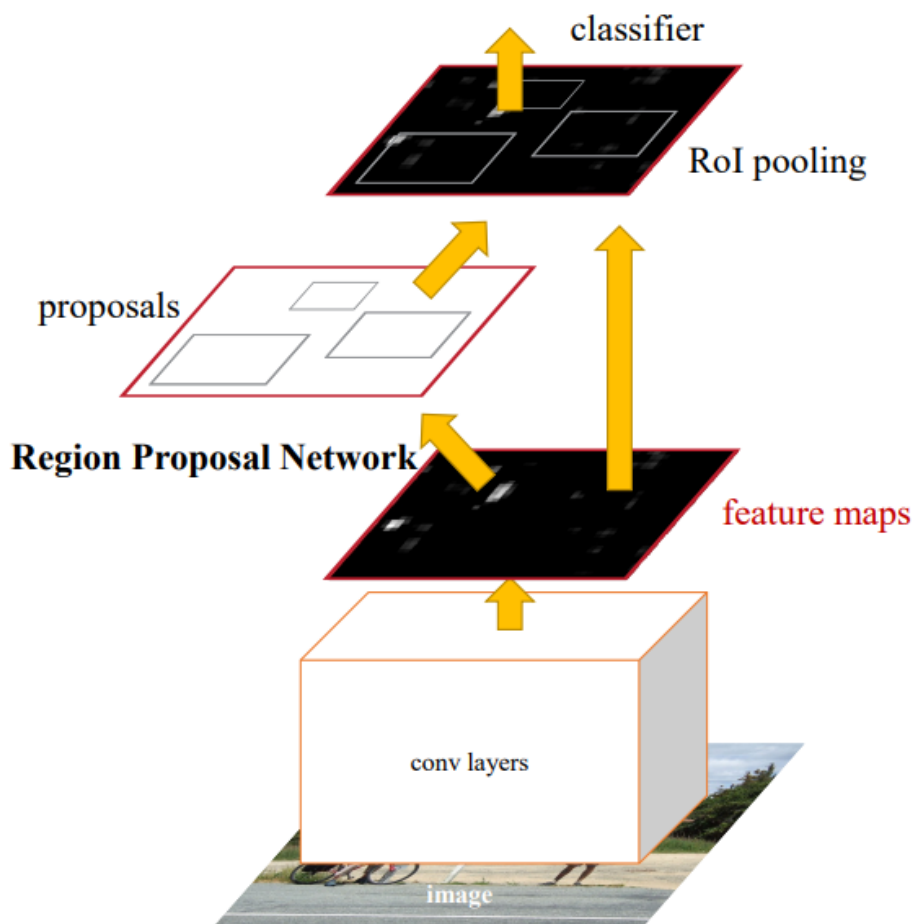 classifier
RoI pooling
proposals
Region Proposal Network
feature maps
conv layers
image